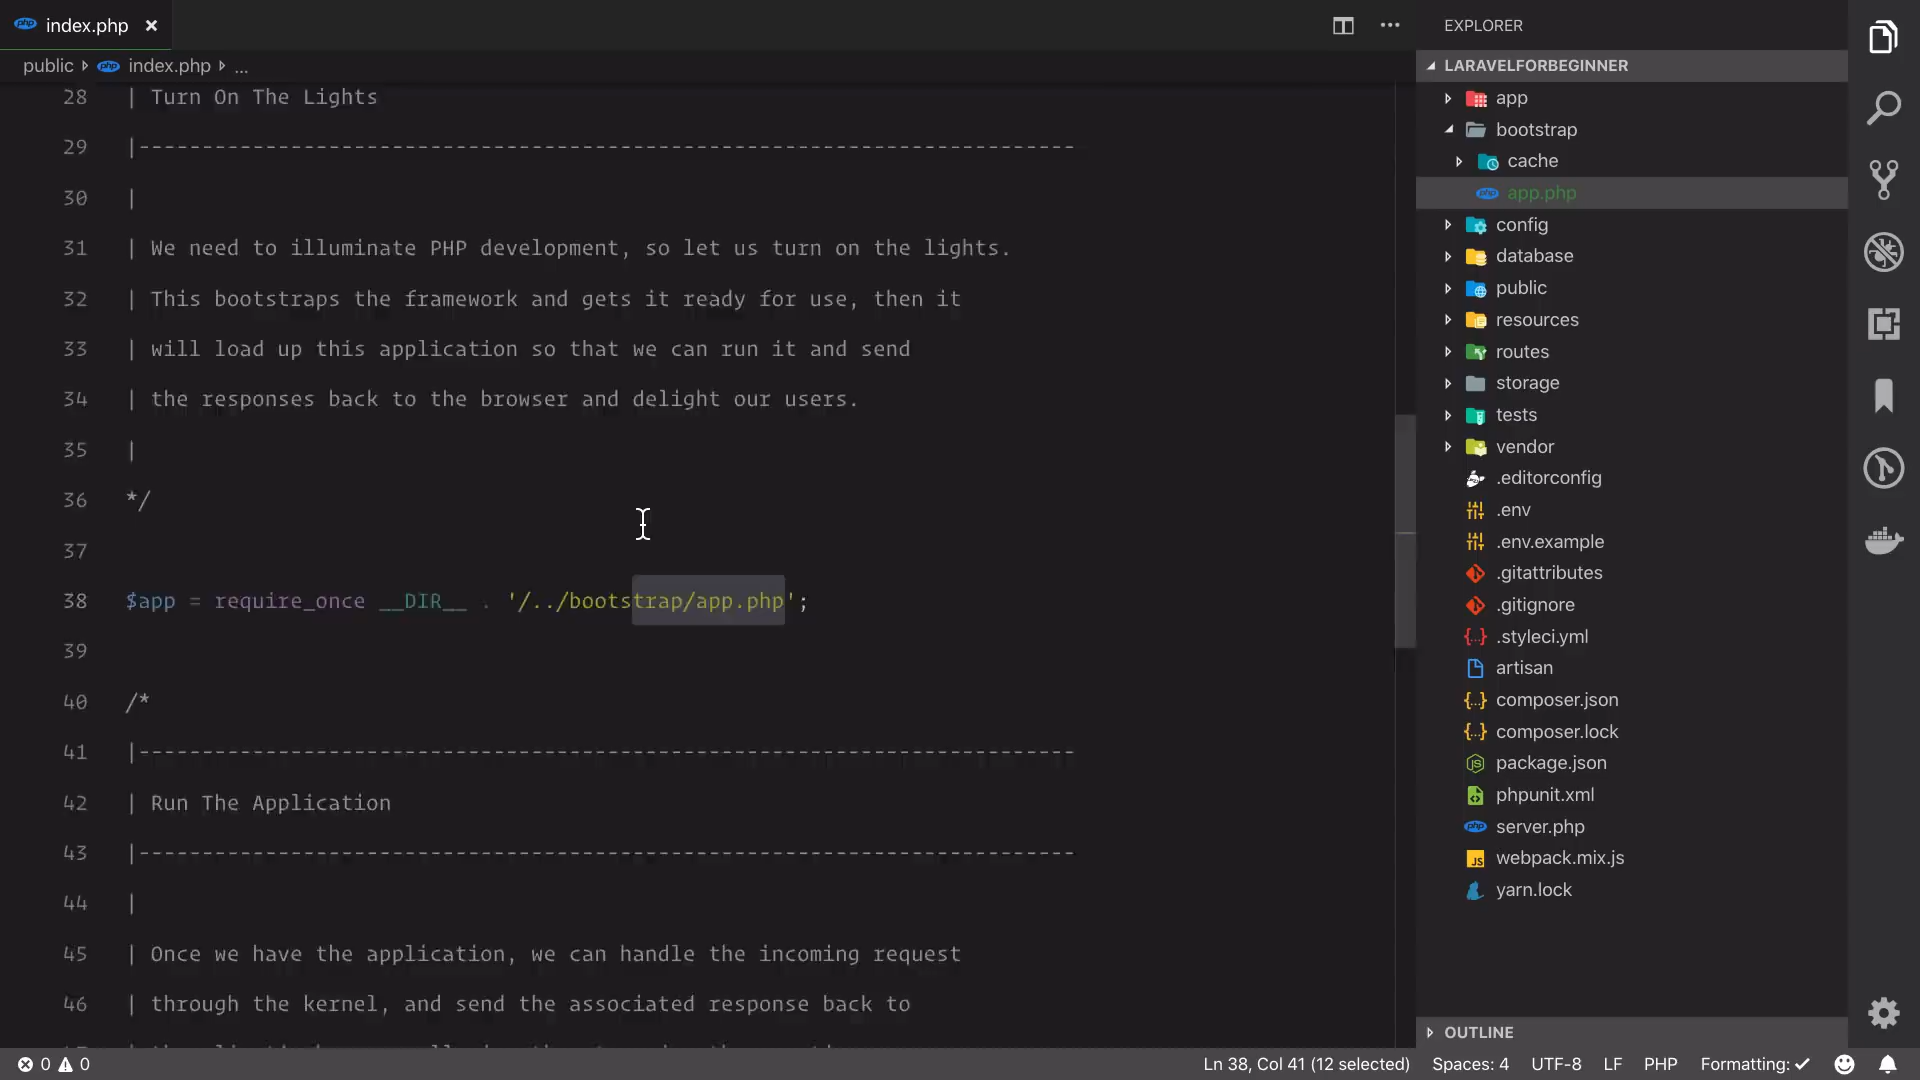 index.php
EXPLORER
public index.php ...
LARAVELFORBEGINNER
28 | Turn On The Lights
29 |--------------------------------------------------------------------------
30 |
31 | We need to illuminate PHP development, so let us turn on the lights.
32 | This bootstraps the framework and gets it ready for use, then it
33 | will load up this application so that we can run it and send
34 | the responses back to the browser and delight our users.
35 |
36 */
37
38 $app = require_once __DIR__ . '/../bootstrap/app.php';
39
40 /*
41 |--------------------------------------------------------------------------
42 | Run The Application
43 |--------------------------------------------------------------------------
44 |
45 | Once we have the application, we can handle the incoming request
46 | through the kernel, and send the associated response back to
app
bootstrap
cache
app.php
config
database
public
resources
routes
storage
tests
vendor
.editorconfig
.env
.env.example
.gitattributes
.gitignore
.styleci.yml
artisan
composer.json
composer.lock
package.json
phpunit.xml
server.php
webpack.mix.js
yarn.lock
OUTLINE
0 0
Ln 38, Col 41 (12 selected) Spaces: 4 UTF-8 LF PHP Formatting: ✓